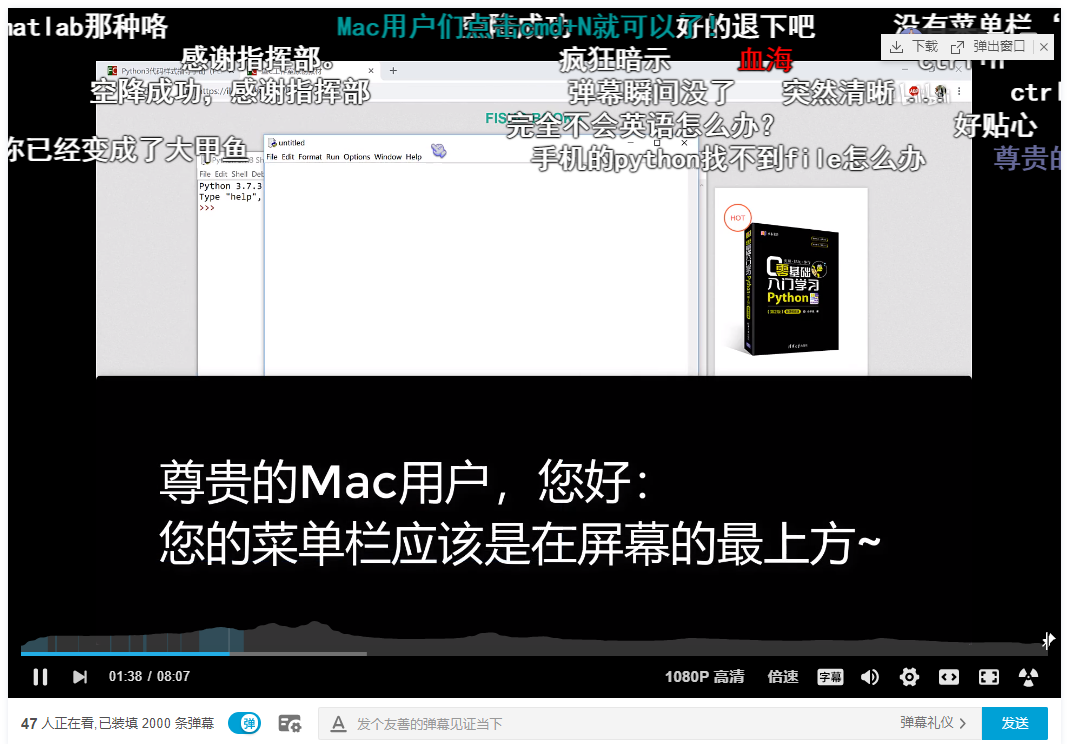 matlab那种咯
Mac用户们点击cmd+N就可以了！
空降成功
好的退下吧
没有菜单栏
下载
弹出窗口
感谢指挥部。
疯狂暗示
血海
ctrl+n
空降成功，感谢指挥部
弹幕瞬间没了
突然清晰
完全不会英语怎么办？
好贴心
你已经变成了大甲鱼
手机的python找不到file怎么办
尊贵的
untitled
File Edit Format Run Options Window Help
File Edit Shell Deb
Python 3.7.3
Type "help",
>>>
HOT
零基础
入门学习
Python
尊贵的Mac用户，您好：
您的菜单栏应该是在屏幕的最上方~
01:38 / 08:07
1080P 高清
倍速
字幕
47 人正在看,已装填 2000 条弹幕
弹
发个友善的弹幕见证当下
弹幕礼仪
发送